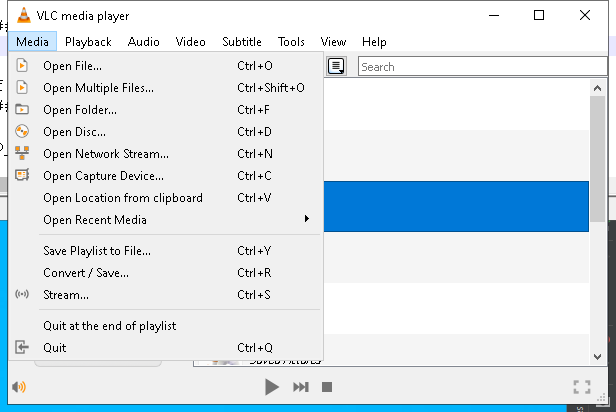 VLC media player
Media Playback Audio Video Subtitle Tools View Help
Open File... Ctrl+O
Open Multiple Files... Ctrl+Shift+O
Open Folder... Ctrl+F
Open Disc... Ctrl+D
Open Network Stream... Ctrl+N
Open Capture Device... Ctrl+C
Open Location from clipboard Ctrl+V
Open Recent Media
Save Playlist to File... Ctrl+Y
Convert / Save... Ctrl+R
Stream... Ctrl+S
Quit at the end of playlist
Quit Ctrl+Q
Search